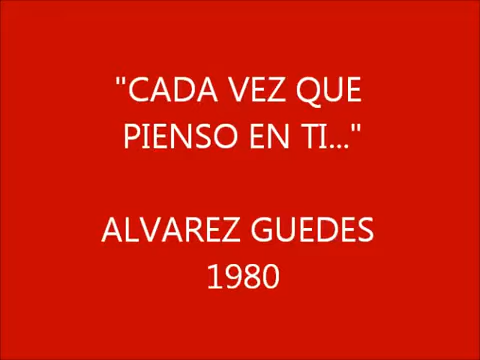 "CADA VEZ QUE
PIENSO EN TI..."
ALVAREZ GUEDES
1980